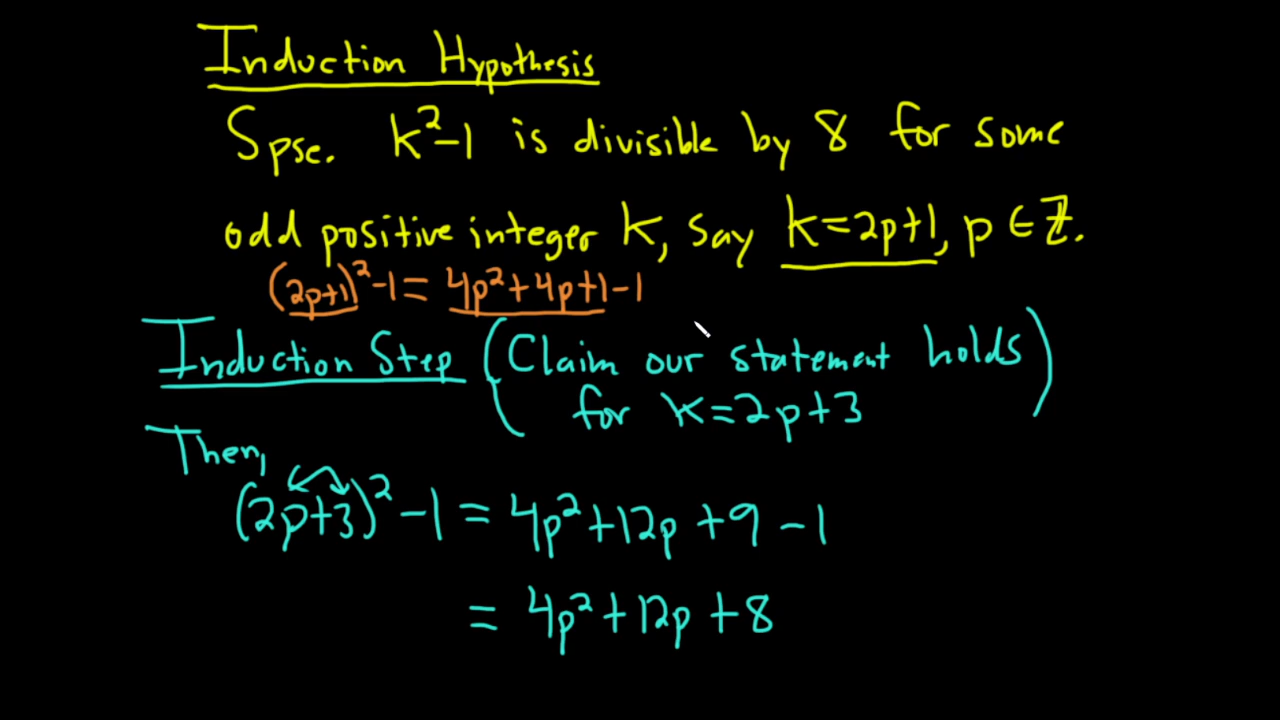 Induction Hypothesis
Spse. k²-1 is divisible by 8 for some
odd positive integer k, say k=2p+1, p∈ℤ.
(2p+1)²-1= 4p²+4p+1-1
Induction Step (Claim our statement holds
for k=2p+3)
Then,
(2p+3)²-1 = 4p²+12p+9-1
= 4p²+12p+8